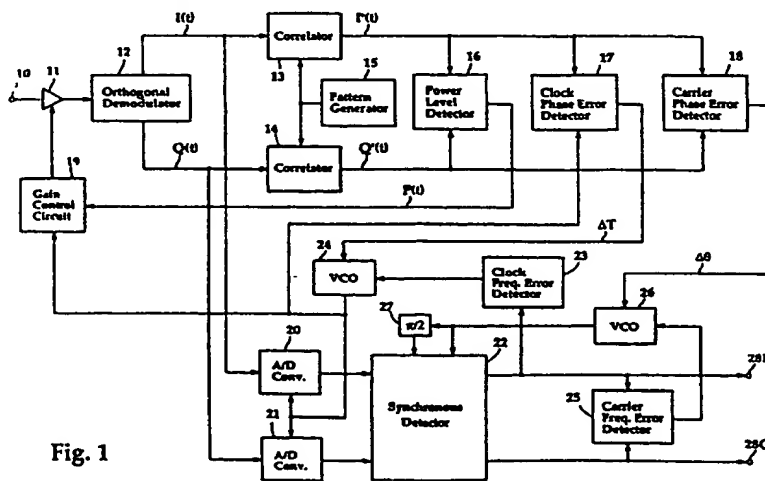 I(t)
I'(t)
10
11
12
Orthogonal
Demodulator
Correlator
13
15
Pattern
Generator
14
Correlator
16
Power
Level
Detector
17
Clock
Phase Error
Detector
18
Carrier
Phase Error
Detector
19
Gain
Control
Circuit
Q(t)
Q'(t)
P(t)
ΔT
24
VCO
Clock
Freq. Error
Detector
23
Δθ
26
VCO
27
π/2
20
A/D
Conv.
22
Synchronous
Detector
21
A/D
Conv.
25
Carrier
Freq. Error
Detector
28I
28Q
Fig. 1